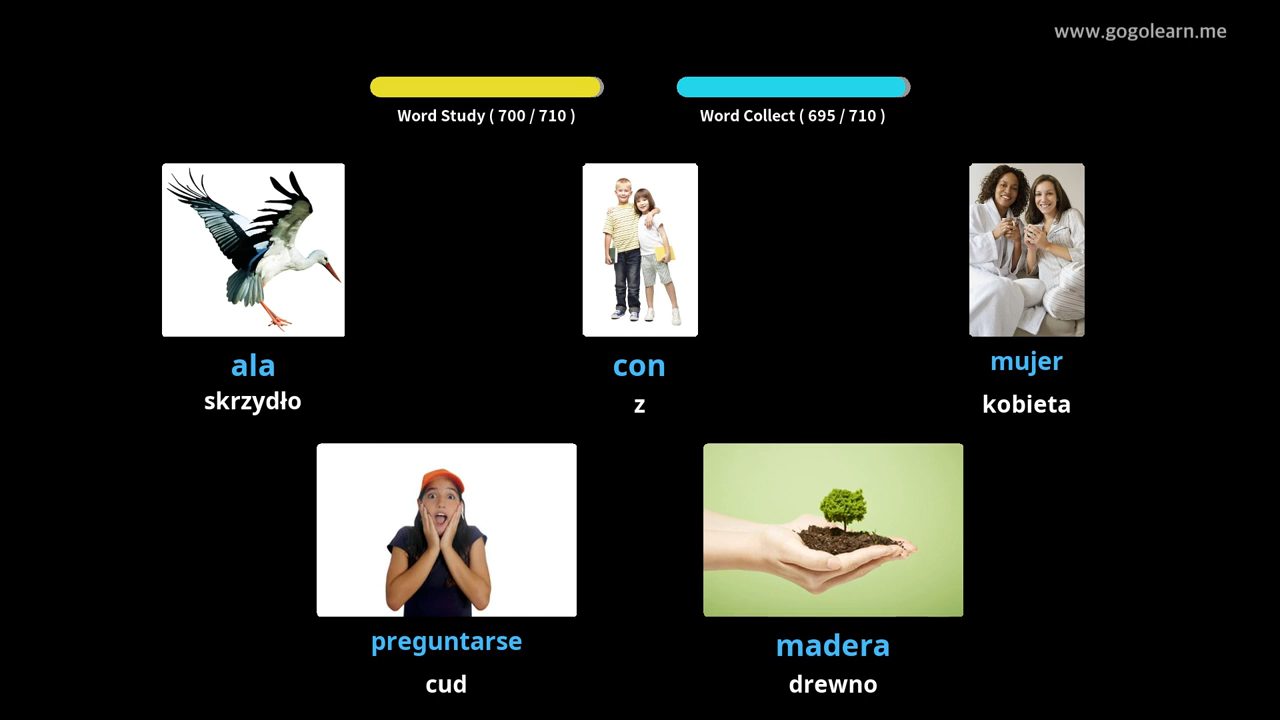 www.gogolearn.me
Word Study ( 700 / 710 )
Word Collect ( 695 / 710 )
ala
skrzydło
con
z
mujer
kobieta
preguntarse
cud
madera
drewno